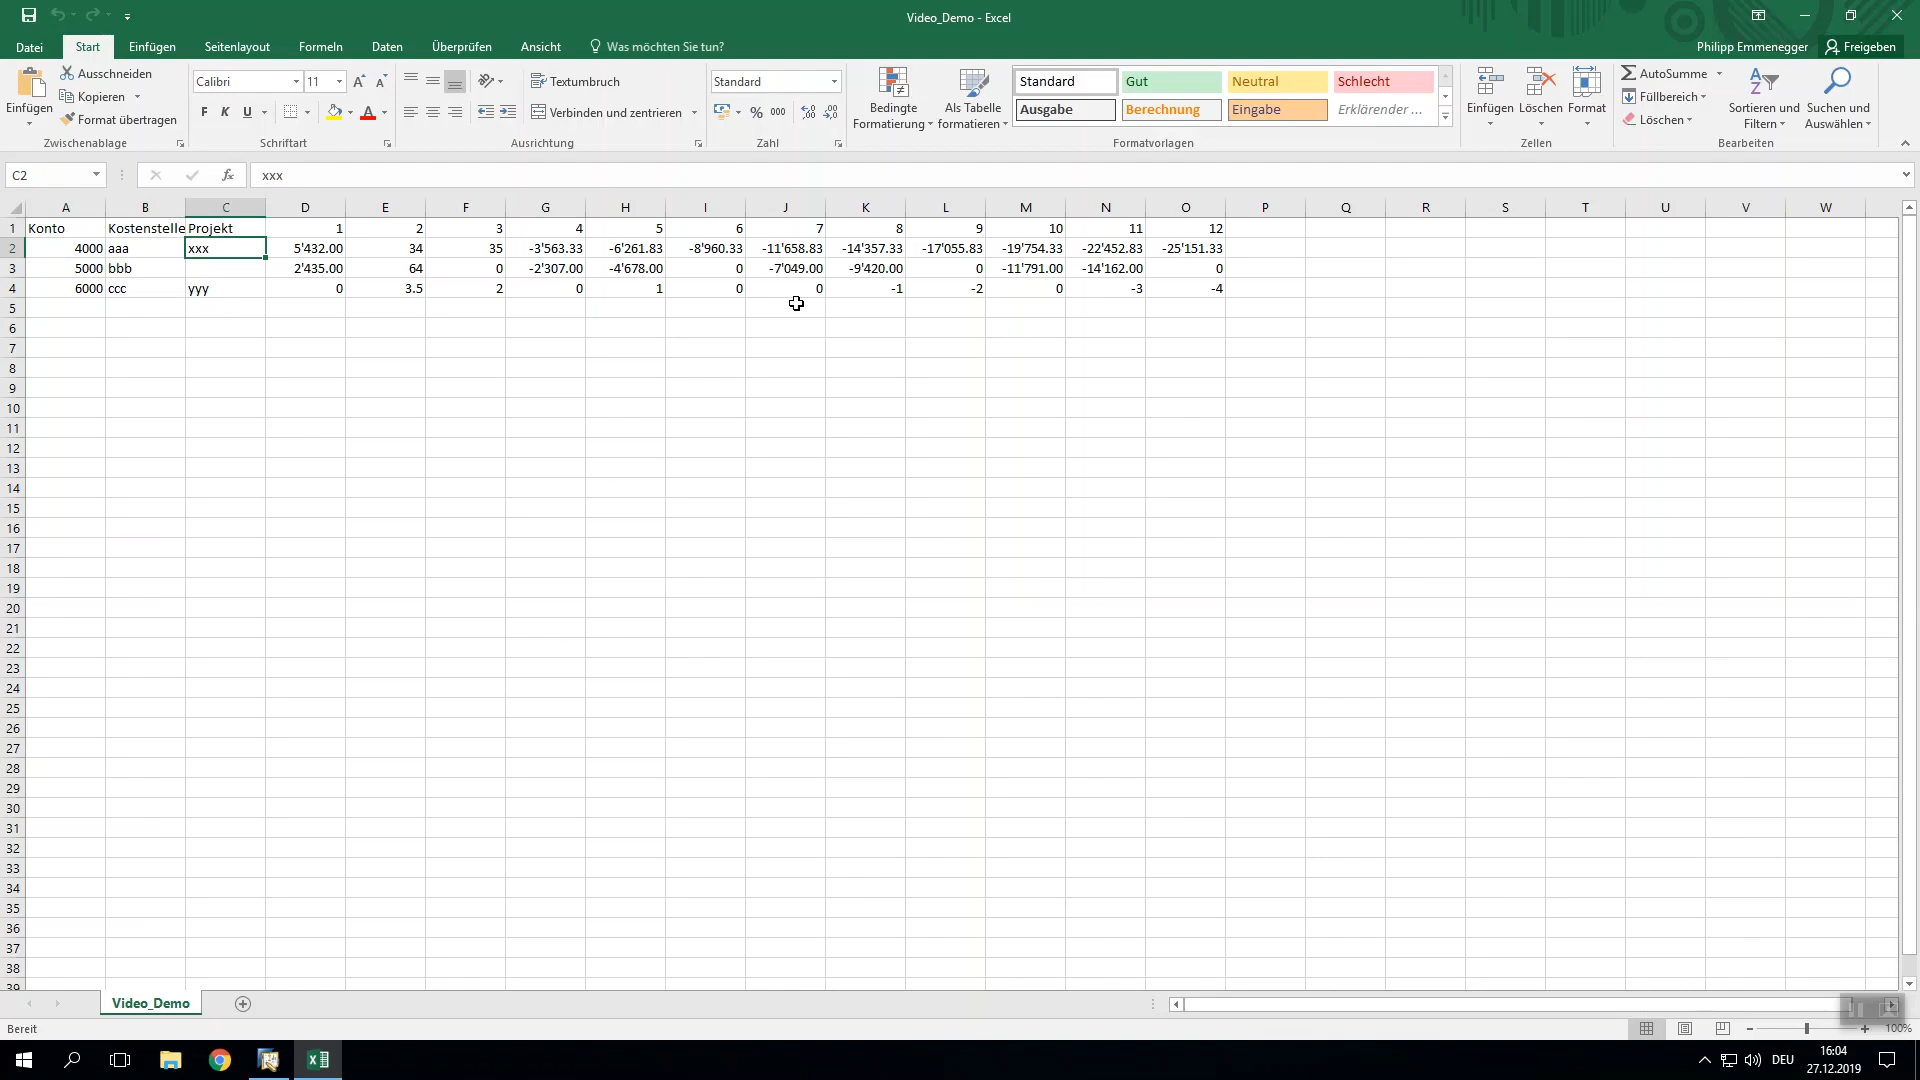 Video_Demo - Excel
Datei Start Einfügen Seitenlayout Formeln Daten Überprüfen Ansicht Was möchten Sie tun? Philipp Emmenegger Freigeben
Einfügen
Ausschneiden
Kopieren
Format übertragen
Zwischenablage
Calibri 11
F K U
Schriftart
Textumbruch
Verbinden und zentrieren
Ausrichtung
Standard
% 000
Zahl
Bedingte Formatierung
Als Tabelle formatieren
Standard Gut Neutral Schlecht
Ausgabe Berechnung Eingabe Erklärender ...
Formatvorlagen
Einfügen Löschen Format
Zellen
AutoSumme
Füllbereich
Löschen
Sortieren und Filtern
Suchen und Auswählen
Bearbeiten
C2 fx xxx
A B C D E F G H I J K L M N O P Q R S T U V W
1 Konto Kostenstelle Projekt 1 2 3 4 5 6 7 8 9 10 11 12
2 4000 aaa xxx 5'432.00 34 35 -3'563.33 -6'261.83 -8'960.33 -11'658.83 -14'357.33 -17'055.83 -19'754.33 -22'452.83 -25'151.33
3 5000 bbb 2'435.00 64 0 -2'307.00 -4'678.00 0 -7'049.00 -9'420.00 0 -11'791.00 -14'162.00 0
4 6000 ccc yyy 0 3.5 2 0 1 0 0 -1 -2 0 -3 -4
5
6
7
8
9
10
11
12
13
14
15
16
17
18
19
20
21
22
23
24
25
26
27
28
29
30
31
32
33
34
35
36
37
38
39
Video_Demo
Bereit 100%
DEU 16:04
27.12.2019